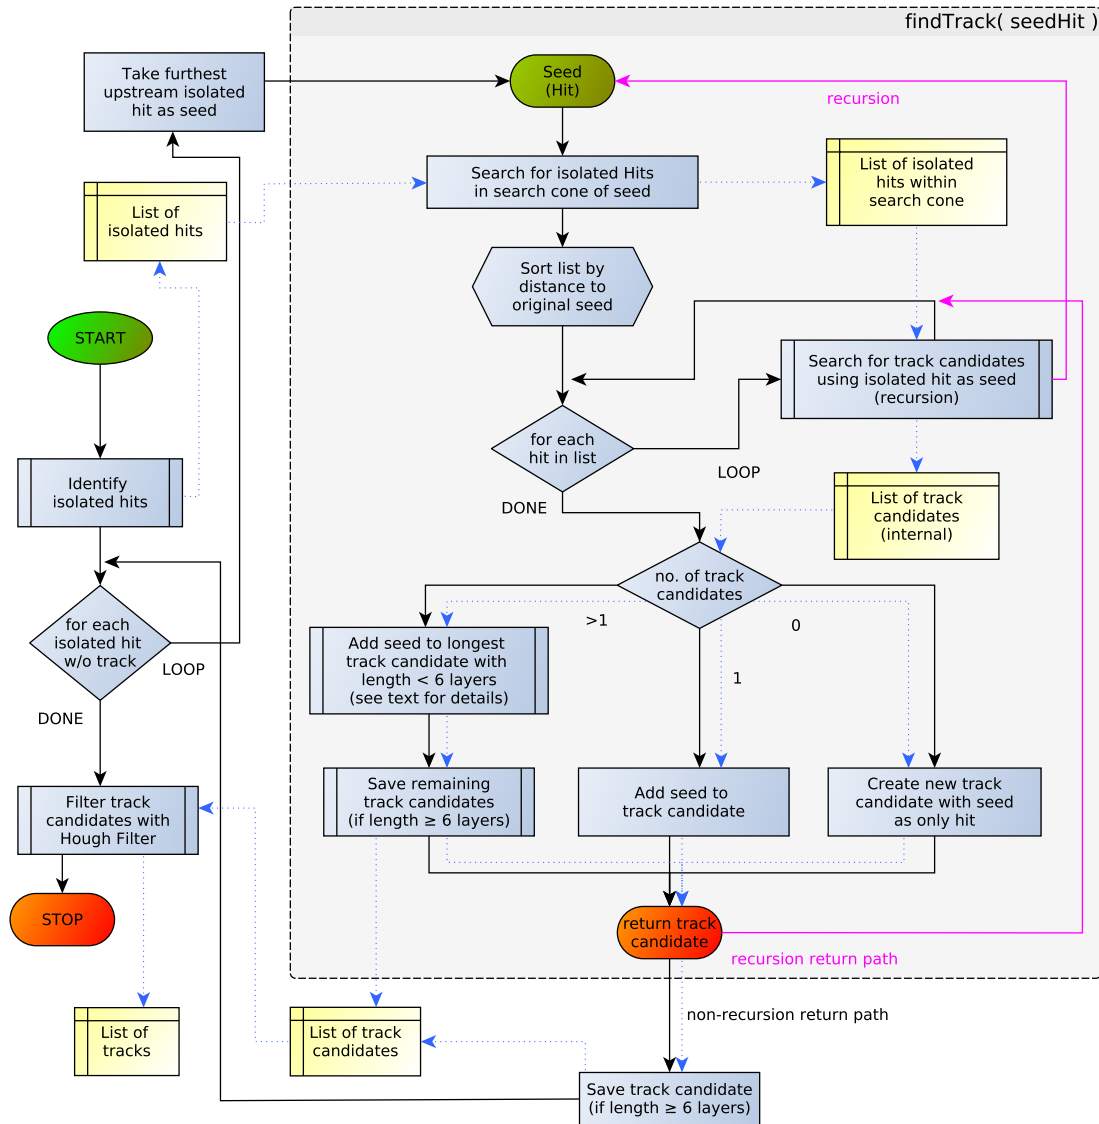 findTrack( seedHit )
Take furthest
upstream isolated
hit as seed
Seed
(Hit)
recursion
Search for isolated Hits
in search cone of seed
List of isolated
hits within
search cone
List of
isolated hits
Sort list by
distance to
original seed
START
Search for track candidates
using isolated hit as seed
(recursion)
for each
hit in list
LOOP
DONE
Identify
isolated hits
List of track
candidates
(internal)
no. of track
candidates
>1
0
1
for each
isolated hit
w/o track
LOOP
DONE
Add seed to longest
track candidate with
length < 6 layers
(see text for details)
Save remaining
track candidates
(if length ≥ 6 layers)
Add seed to
track candidate
Create new track
candidate with seed
as only hit
Filter track
candidates with
Hough Filter
STOP
return track
candidate
recursion return path
non-recursion return path
List of
tracks
List of track
candidates
Save track candidate
(if length ≥ 6 layers)